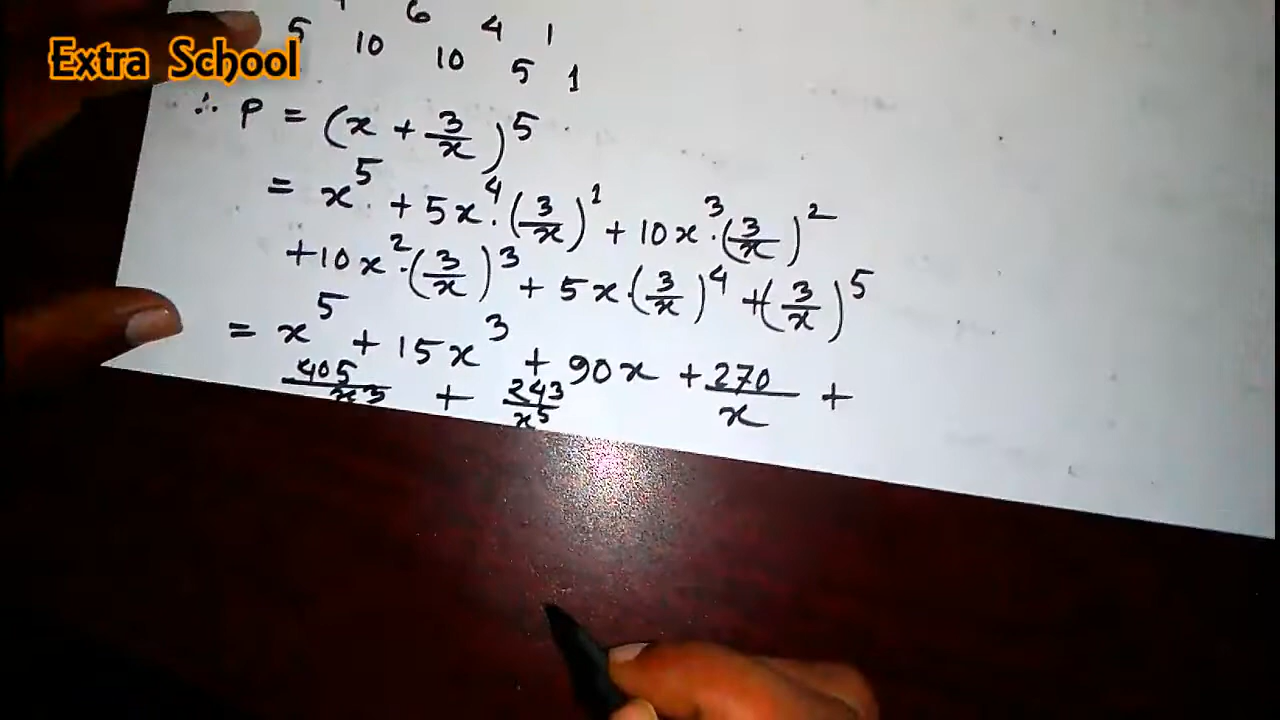 6 4 1
Extra School
5 10 10 5 1
∴ P = (x + 3/x)^5
= x^5 + 5x^4·(3/x)^1 + 10x^3·(3/x)^2
+10x^2·(3/x)^3 + 5x·(3/x)^4 + (3/x)^5
= x^5 + 15x^3 + 90x + 270/x +
405/x^3 + 243/x^5